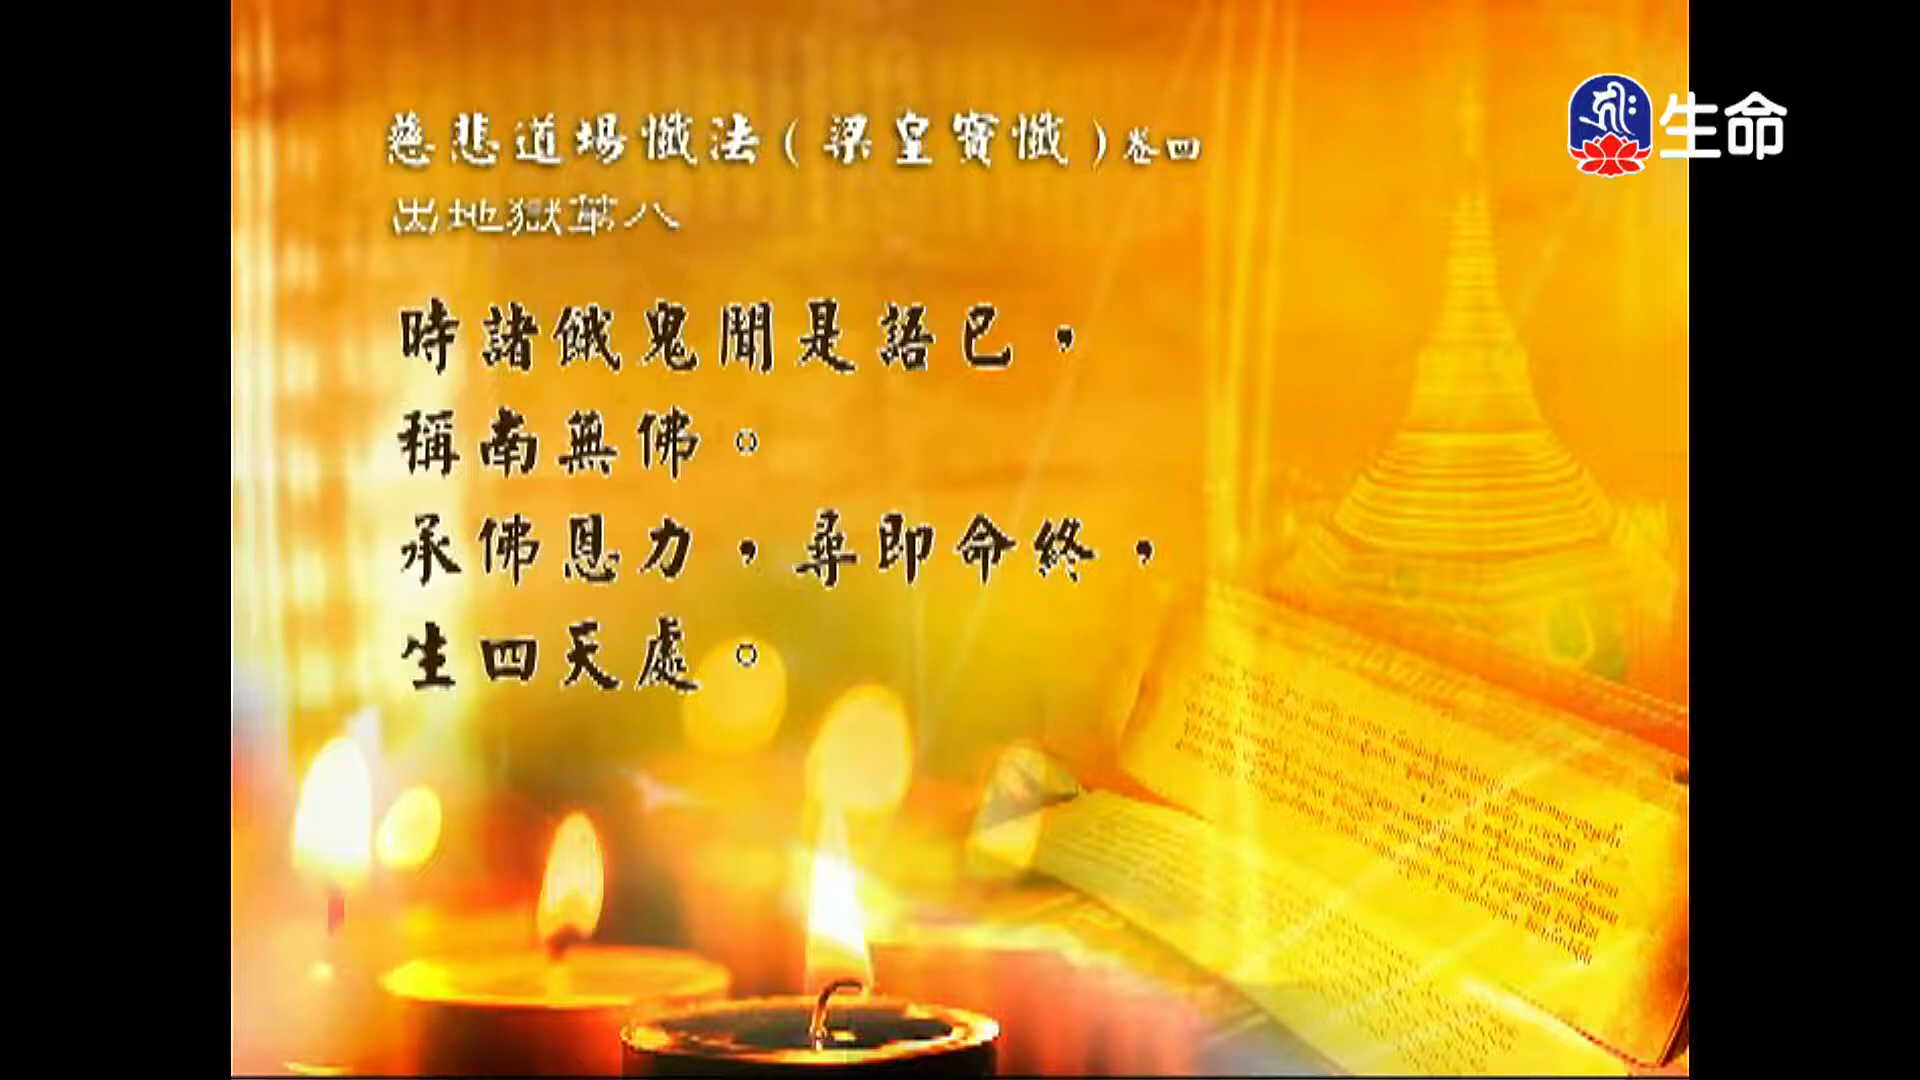 慈悲道場懺法(梁皇寶懺)卷四
出地獄第八
時諸餓鬼聞是語已，
稱南無佛。
承佛恩力，尋即命終，
生四天處。
生命